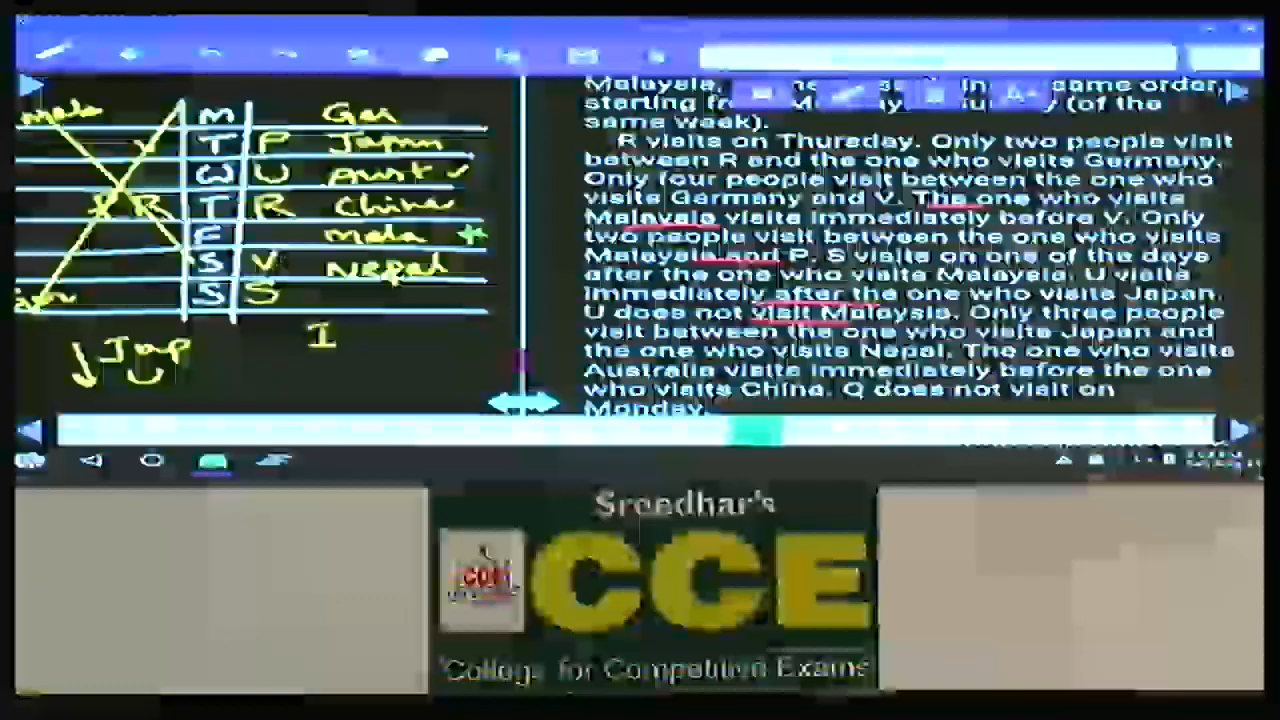 Mala M Ger
T P Japan
W U Aust ✓
T R China
R
F Mala *
S V Nepal
S S
I
Jap
Malaysia,
same order,
starting
(of the
same week).
R visits on Thursday. Only two people visit
between R and the one who visits Germany.
Only four people visit between the one who
visits Germany and V. The one who visits
Malaysia visits immediately before V. Only
two people visit between the one who visits
Malaysia and P. S visits on one of the days
after the one who visits Malaysia. U visits
immediately after the one who visits Japan.
U does not visit Malaysia. Only three people
visit between the one who visits Japan and
the one who visits Nepal. The one who visits
Australia visits immediately before the one
who visits China. Q does not visit on
Monday.
Sreedhar's
CCE
College for Competitive Exams